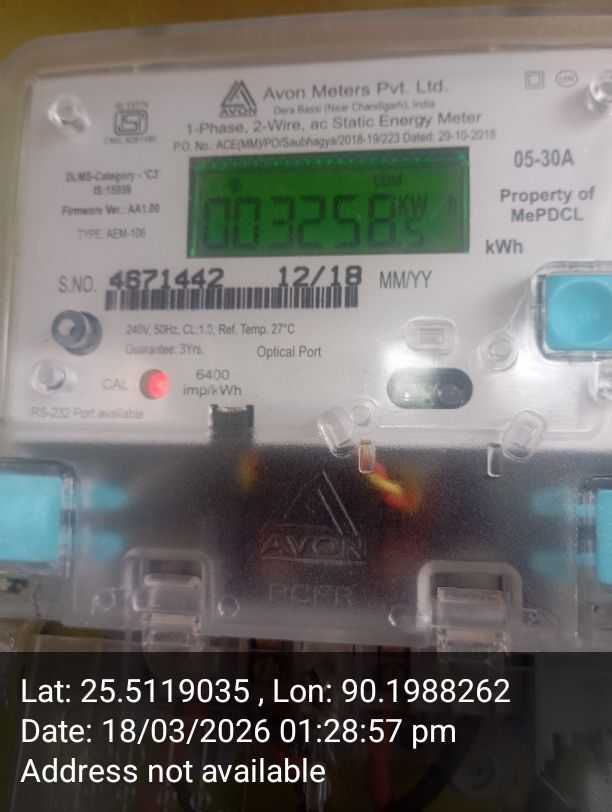 Avon Meters Pvt. Ltd.
AVON
Dera Bassi (Near Chandigarh), India
1-Phase, 2-Wire, ac Static Energy Meter
P.O. No.: ACE(MM)/PO/Saubhagya/2018-19/223 Dated: 29-10-2018
IS 13779
DLMS-Category - 'C3'
IS:15959
Firmware Ver.: AA1.00
TYPE: AEM-106
05-30A
Property of
MePDCL
CUM
003258.5 KW h
kWh
S.NO. 4671442 12/18 MM/YY
240V, 50Hz, CL:1.0, Ref. Temp. 27°C
Guarantee: 3Yrs. Optical Port
CAL
6400
imp/kWh
RS-232 Port available
AVON
Lat: 25.5119035 , Lon: 90.1988262
Date: 18/03/2026 01:28:57 pm
Address not available